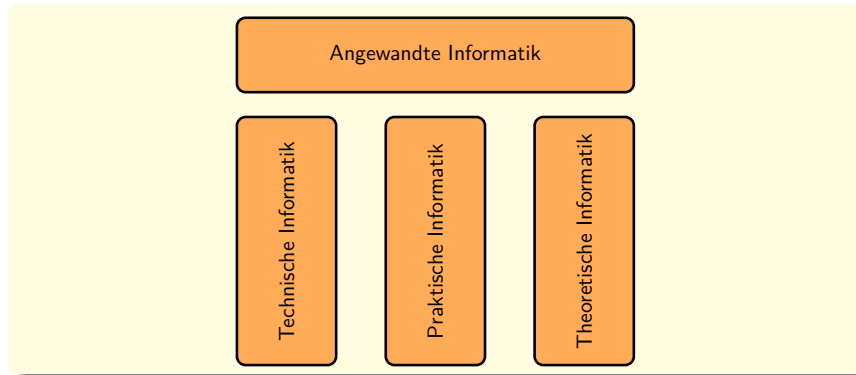 Angewandte Informatik
Technische Informatik
Praktische Informatik
Theoretische Informatik